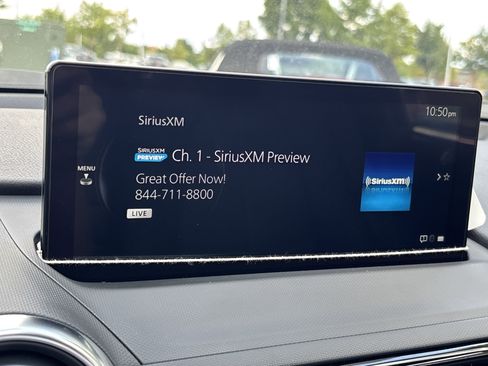 10:50 pm
SiriusXM
SIRIUSXM
PREVIEW
Ch. 1 - SiriusXM Preview
MENU
Great Offer Now!
844-711-8800
LIVE
((SiriusXM))